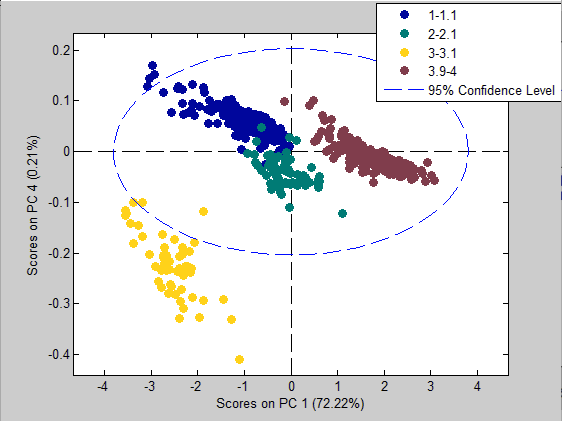 1-1.1
2-2.1
3-3.1
3.9-4
95% Confidence Level
0.2
0.1
0
-0.1
-0.2
-0.3
-0.4
Scores on PC 4 (0.21%)
-4 -3 -2 -1 0 1 2 3 4
Scores on PC 1 (72.22%)